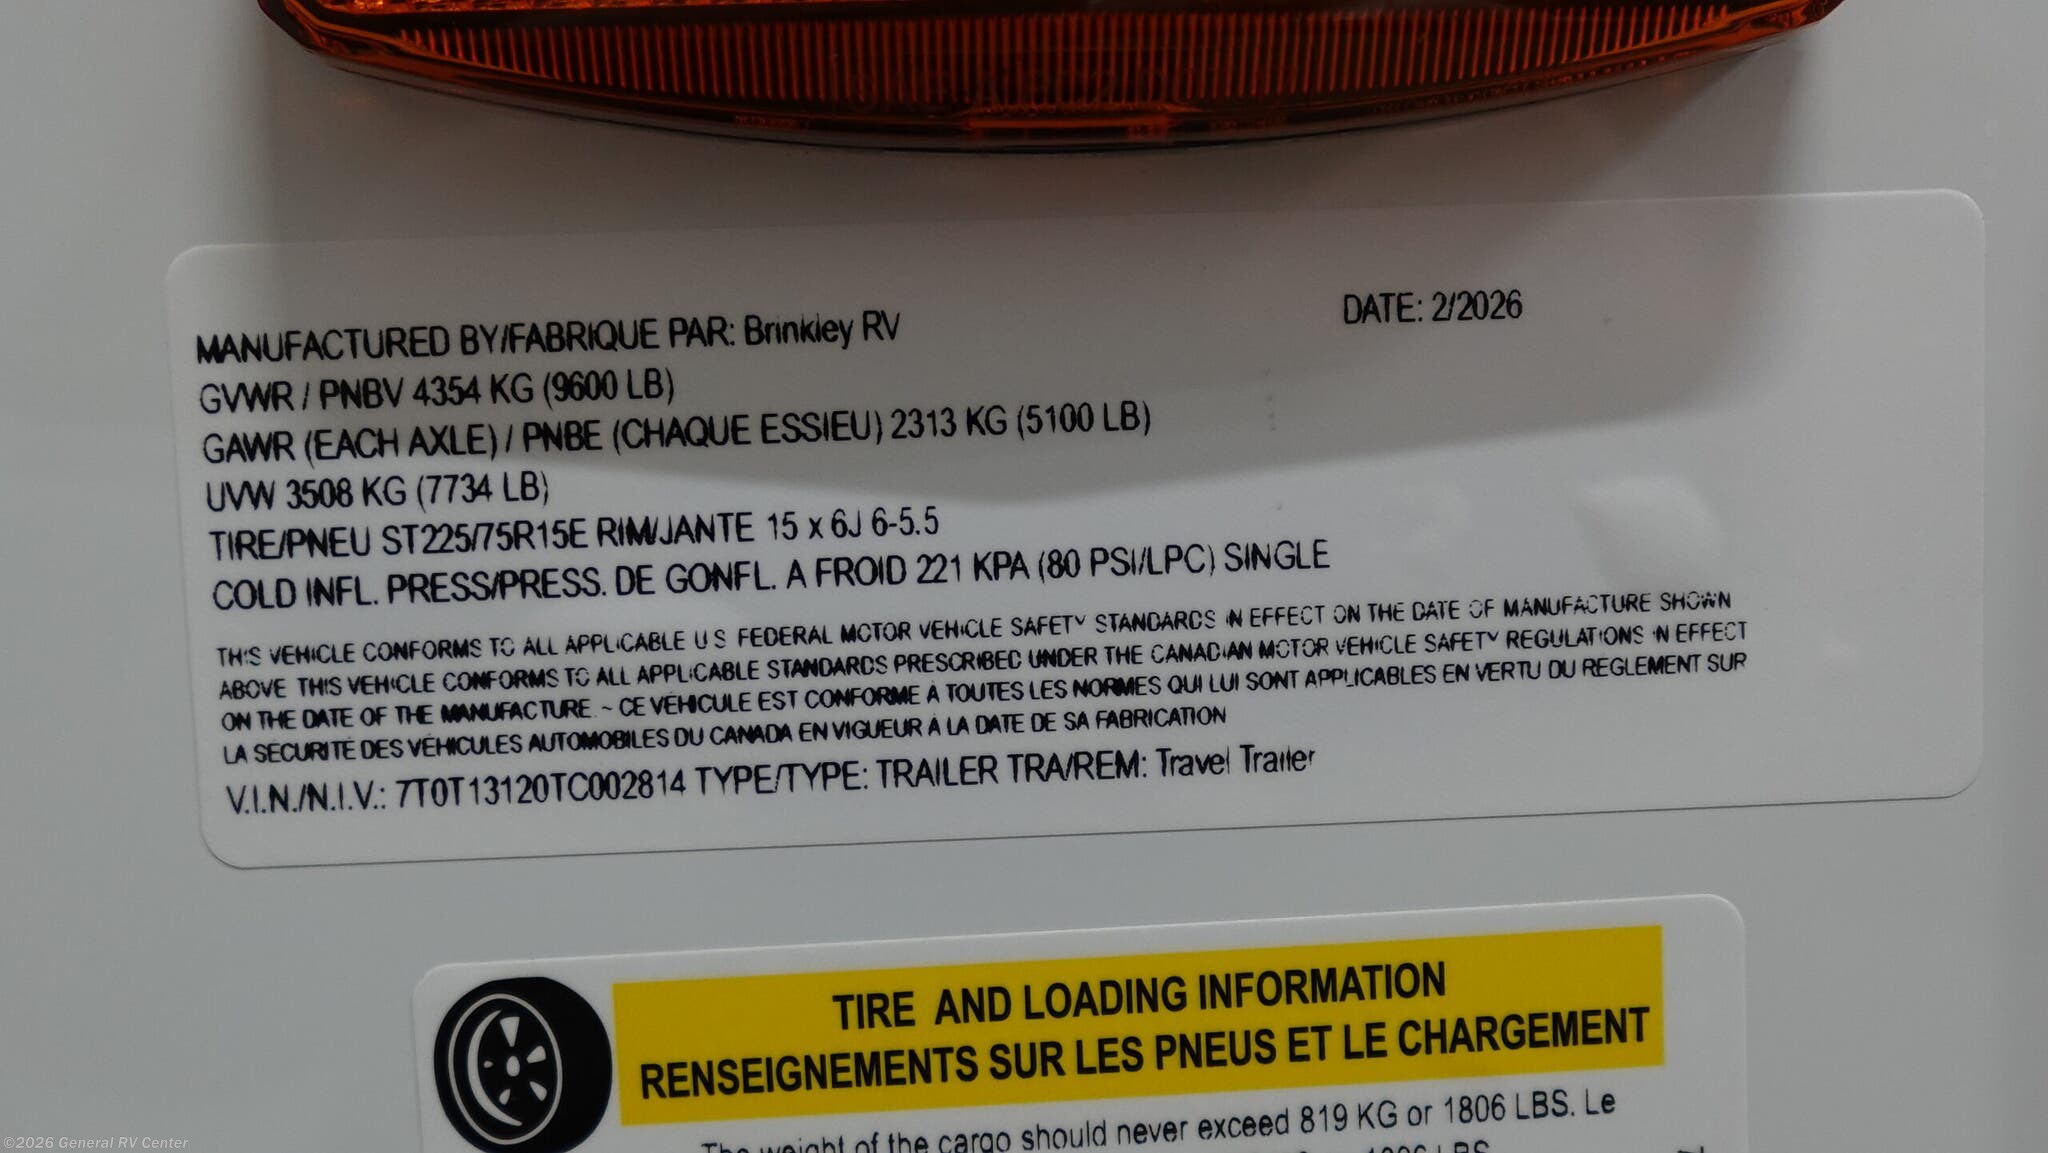 MANUFACTURED BY/FABRIQUE PAR: Brinkley RV
DATE: 2/2026
GVWR / PNBV 4354 KG (9600 LB)
GAWR (EACH AXLE) / PNBE (CHAQUE ESSIEU) 2313 KG (5100 LB)
UVW 3508 KG (7734 LB)
TIRE/PNEU ST225/75R15E RIM/JANTE 15 x 6J 6-5.5
COLD INFL. PRESS/PRESS. DE GONFL. A FROID 221 KPA (80 PSI/LPC) SINGLE
THIS VEHICLE CONFORMS TO ALL APPLICABLE U S FEDERAL MOTOR VEHICLE SAFETY STANDARDS IN EFFECT ON THE DATE OF MANUFACTURE SHOWN
ABOVE THIS VEHICLE CONFORMS TO ALL APPLICABLE STANDARDS PRESCRIBED UNDER THE CANADIAN MOTOR VEHICLE SAFETY REGULATIONS IN EFFECT
ON THE DATE OF THE MANUFACTURE. ~ CE VÉHICULE EST CONFORME À TOUTES LES NORMES QUI LUI SONT APPLICABLES EN VERTU DU REGLEMENT SUR
LA SÉCURITÉ DES VÉHICULES AUTOMOBILES DU CANADA EN VIGUEUR À LA DATE DE SA FABRICATION
V.I.N./N.I.V.: 7T0T13120TC002814 TYPE/TYPE: TRAILER TRA/REM: Travel Trailer
TIRE AND LOADING INFORMATION
RENSEIGNEMENTS SUR LES PNEUS ET LE CHARGEMENT
The weight of the cargo should never exceed 819 KG or 1806 LBS. Le
©2026 General RV Center